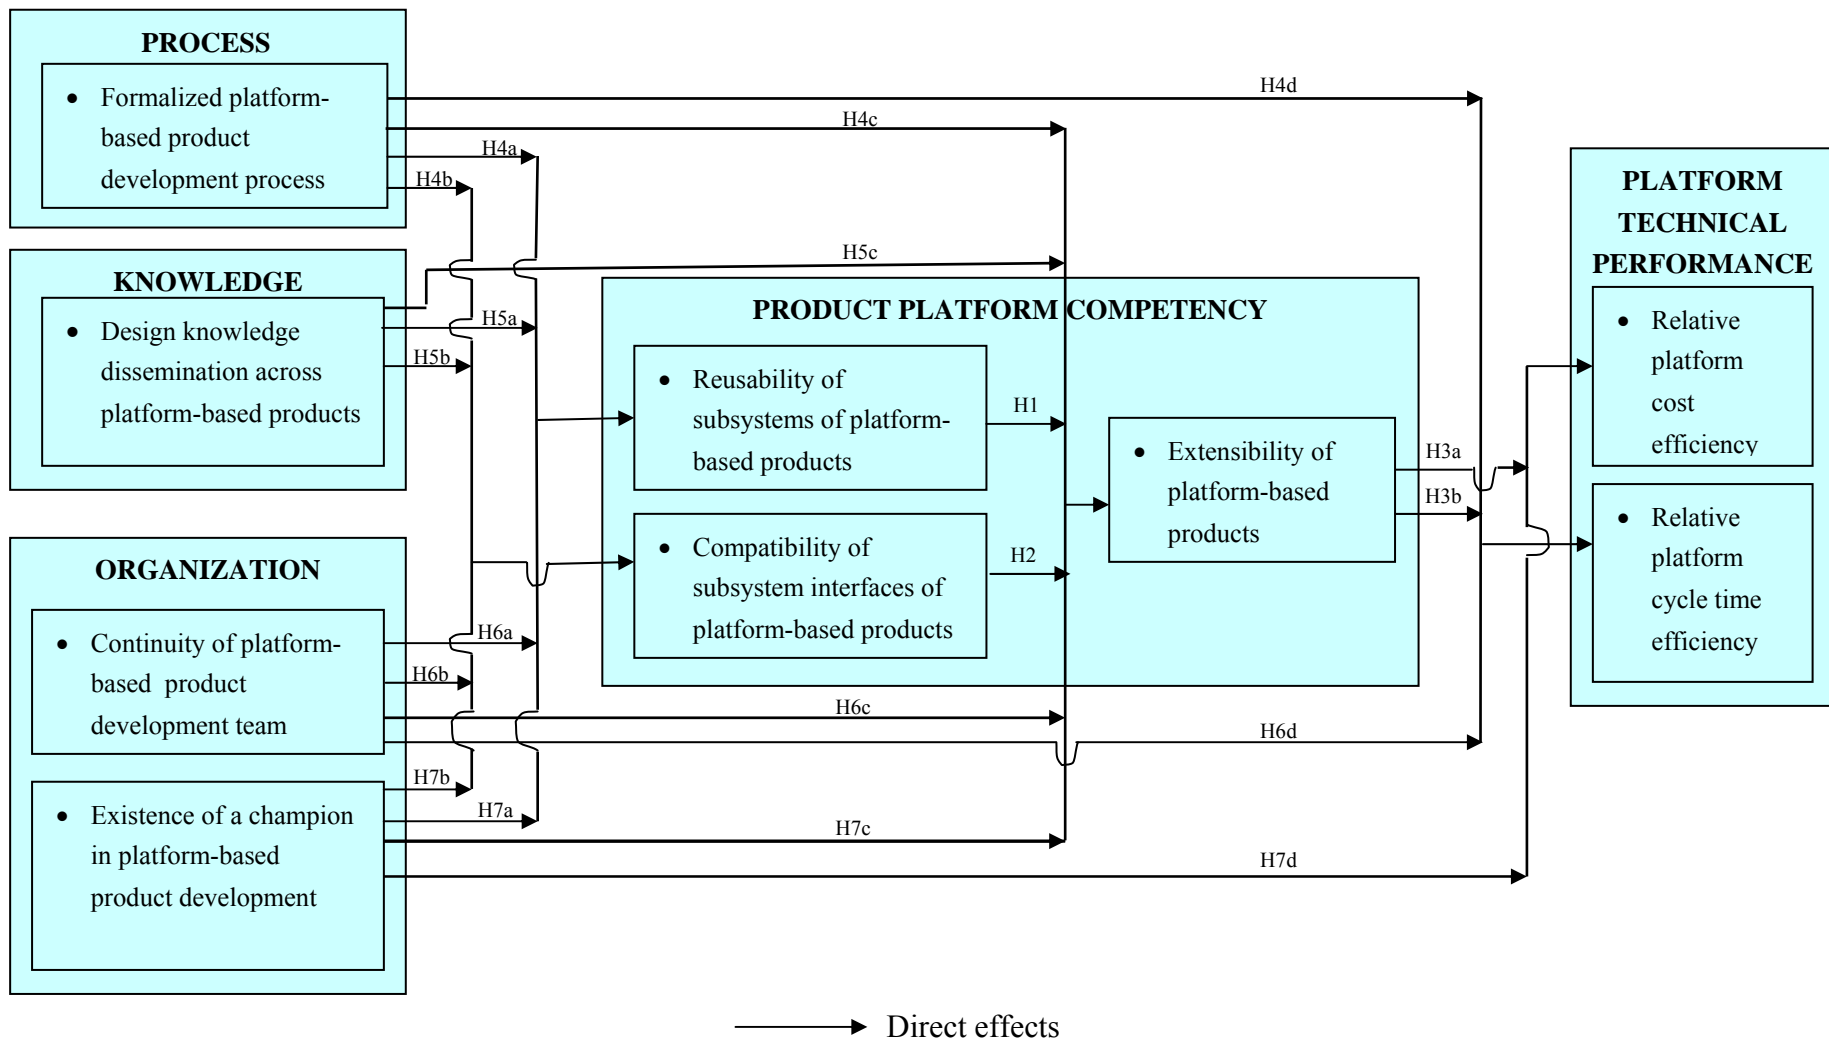 PROCESS
• Formalized platform-
based product
development process
H4d
H4c
H4a
H4b
KNOWLEDGE
• Design knowledge
dissemination across
platform-based products
H5c
H5a
H5b
ORGANIZATION
• Continuity of platform-
based product
development team
H6a
H6b
H6c
H6d
• Existence of a champion
in platform-based
product development
H7b
H7a
H7c
H7d
PRODUCT PLATFORM COMPETENCY
• Reusability of
subsystems of platform-
based products
H1
• Compatibility of
subsystem interfaces of
platform-based products
H2
• Extensibility of
platform-based
products
H3a
H3b
PLATFORM
TECHNICAL
PERFORMANCE
• Relative
platform
cost
efficiency
• Relative
platform
cycle time
efficiency
Direct effects